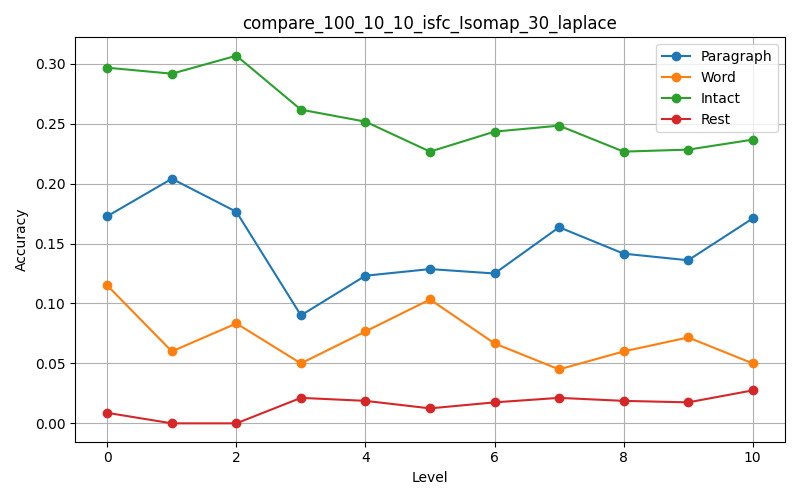 compare_100_10_10_isfc_Isomap_30_laplace
Accuracy
0.30
0.25
0.20
0.15
0.10
0.05
0.00
Paragraph
Word
Intact
Rest
0 2 4 6 8 10
Level